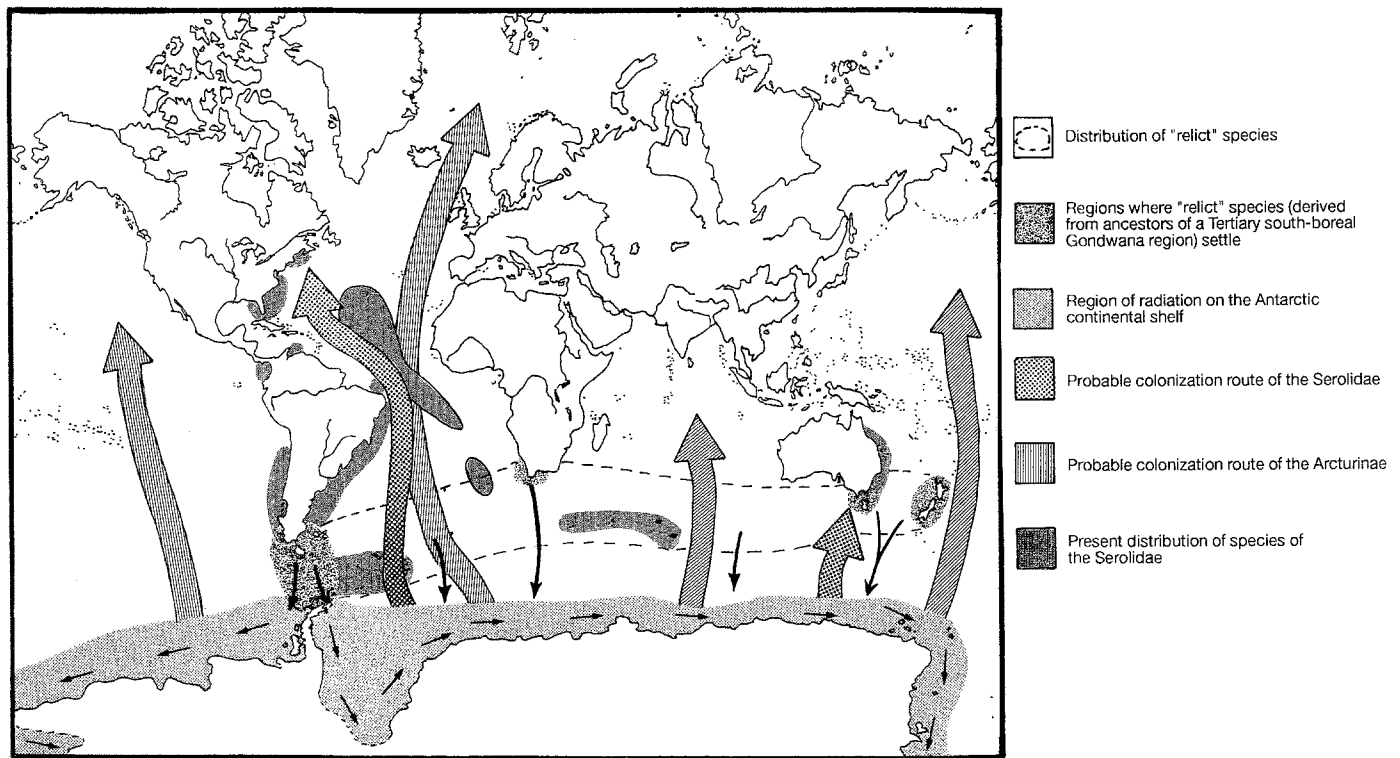 Distribution of "relict" species
Regions where "relict" species (derived
from ancestors of a Tertiary south-boreal
Gondwana region) settle
Region of radiation on the Antarctic
continental shelf
Probable colonization route of the Serolidae
Probable colonization route of the Arcturinae
Present distribution of species of
the Serolidae